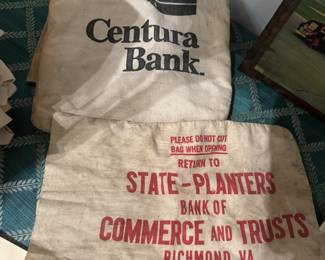 Centura
Bank™
PLEASE DO NOT CUT
BAG WHEN OPENING
RETURN TO
STATE-PLANTERS
BANK OF
COMMERCE AND TRUSTS
RICHMOND, VA.